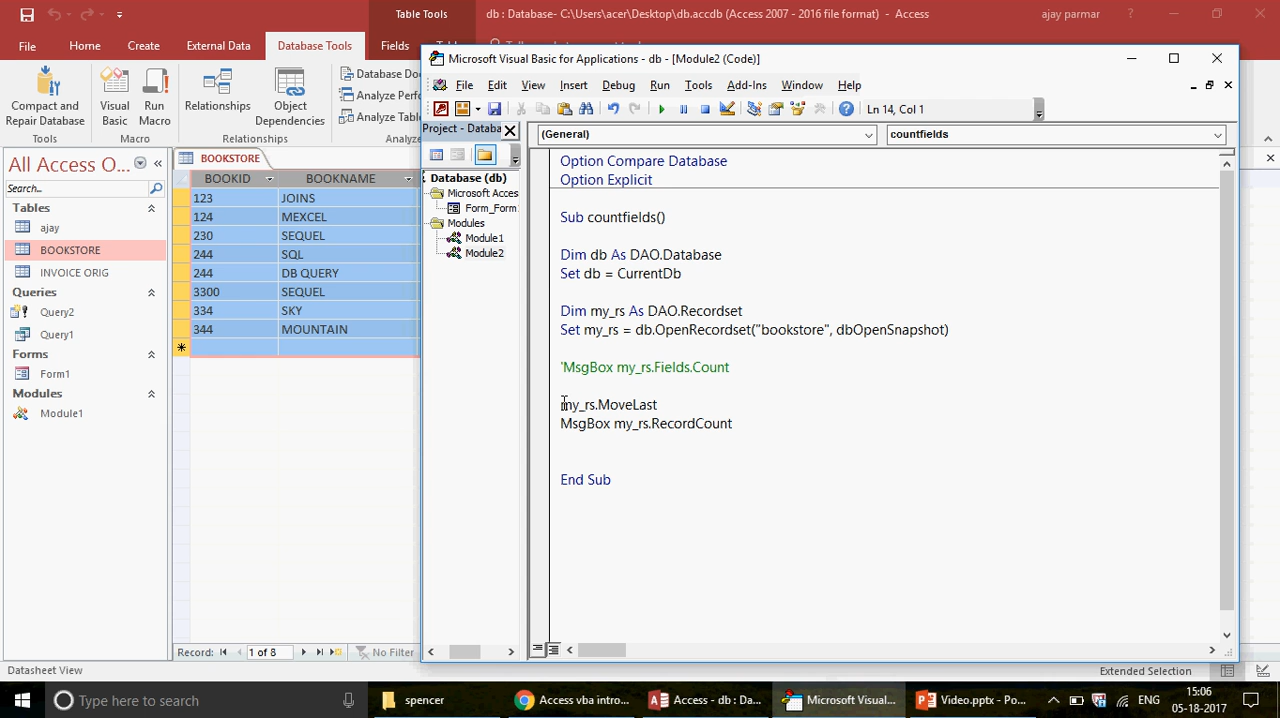 Table Tools
db : Database- C:\Users\acer\Desktop\db.accdb (Access 2007 - 2016 file format) - Access
ajay parmar
File Home Create External Data Database Tools Fields
Compact and Repair Database
Visual Basic
Run Macro
Relationships
Object Dependencies
Database Do
Analyze Perf
Analyze Tabl
Tools
Macro
Relationships
Analyze
All Access O...
Search...
Tables
ajay
BOOKSTORE
INVOICE ORIG
Queries
Query2
Query1
Forms
Form1
Modules
Module1
BOOKSTORE
BOOKID BOOKNAME
123 JOINS
124 MEXCEL
230 SEQUEL
244 SQL
244 DB QUERY
3300 SEQUEL
334 SKY
344 MOUNTAIN
Record: 1 of 8 No Filter
Microsoft Visual Basic for Applications - db - [Module2 (Code)]
File Edit View Insert Debug Run Tools Add-Ins Window Help
Ln 14, Col 1
Project - Databa
Database (db)
Microsoft Acces
Form_Form
Modules
Module1
Module2
(General)
countfields
Option Compare Database
Option Explicit
Sub countfields()
Dim db As DAO.Database
Set db = CurrentDb
Dim my_rs As DAO.Recordset
Set my_rs = db.OpenRecordset("bookstore", dbOpenSnapshot)
'MsgBox my_rs.Fields.Count
my_rs.MoveLast
MsgBox my_rs.RecordCount
End Sub
Datasheet View
Extended Selection
Type here to search
spencer
Access vba intro...
Access - db : Da...
Microsoft Visual...
Video.pptx - Po...
ENG
15:06
05-18-2017